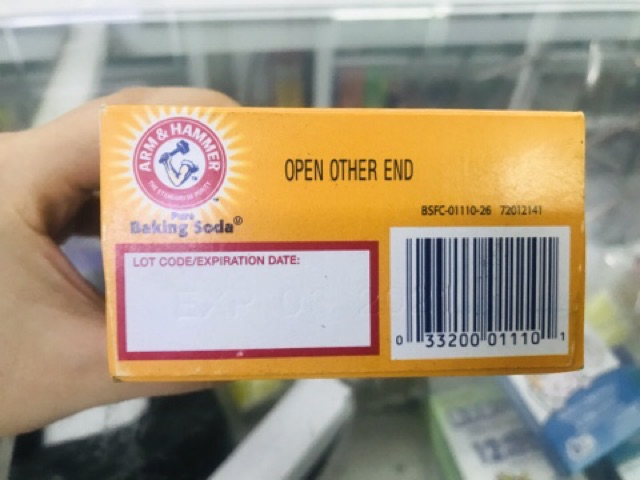 ARM & HAMMER
THE STANDARD OF PURITY
Pure
Baking Soda®
OPEN OTHER END
BSFC-01110-26 72012141
LOT CODE/EXPIRATION DATE:
EXP
0 33200 01110 1